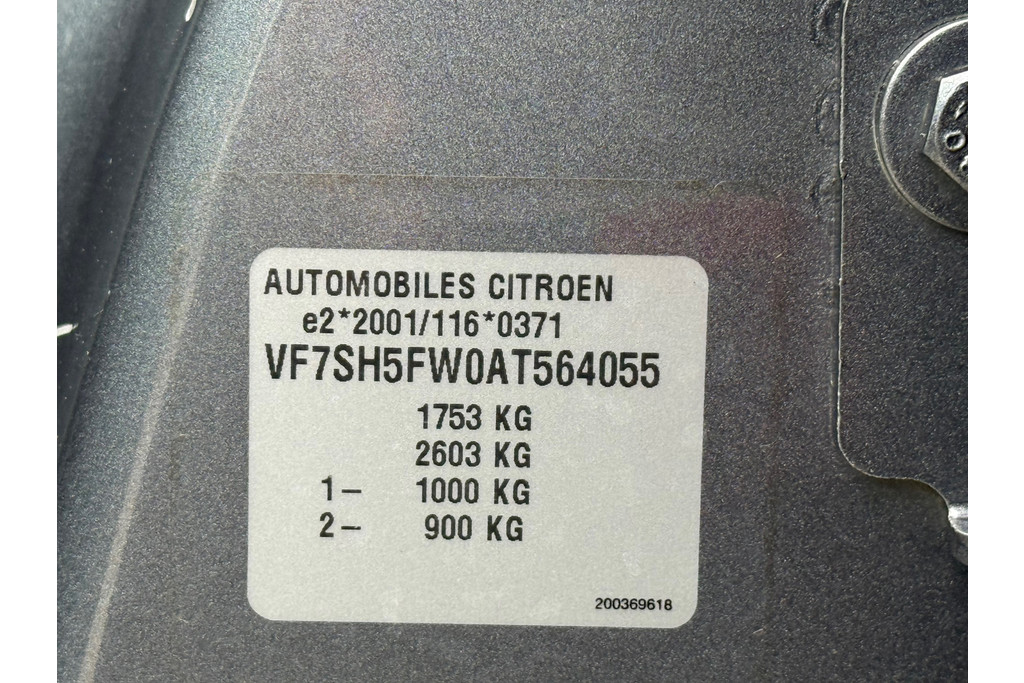 AUTOMOBILES CITROEN
e2*2001/116*0371
VF7SH5FW0AT564055
1753 KG
2603 KG
1– 1000 KG
2– 900 KG
200369618